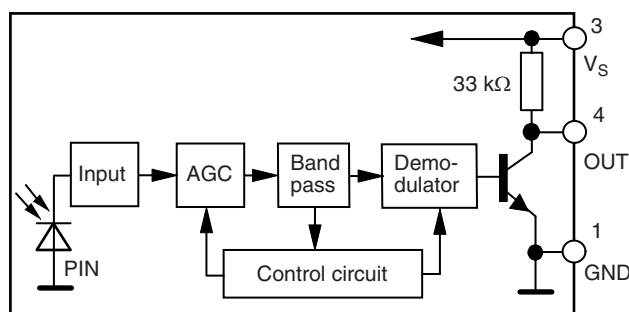 3
V_S
33 kΩ
4
OUT
Input
AGC
Band
pass
Demo-
dulator
PIN
Control circuit
1
GND